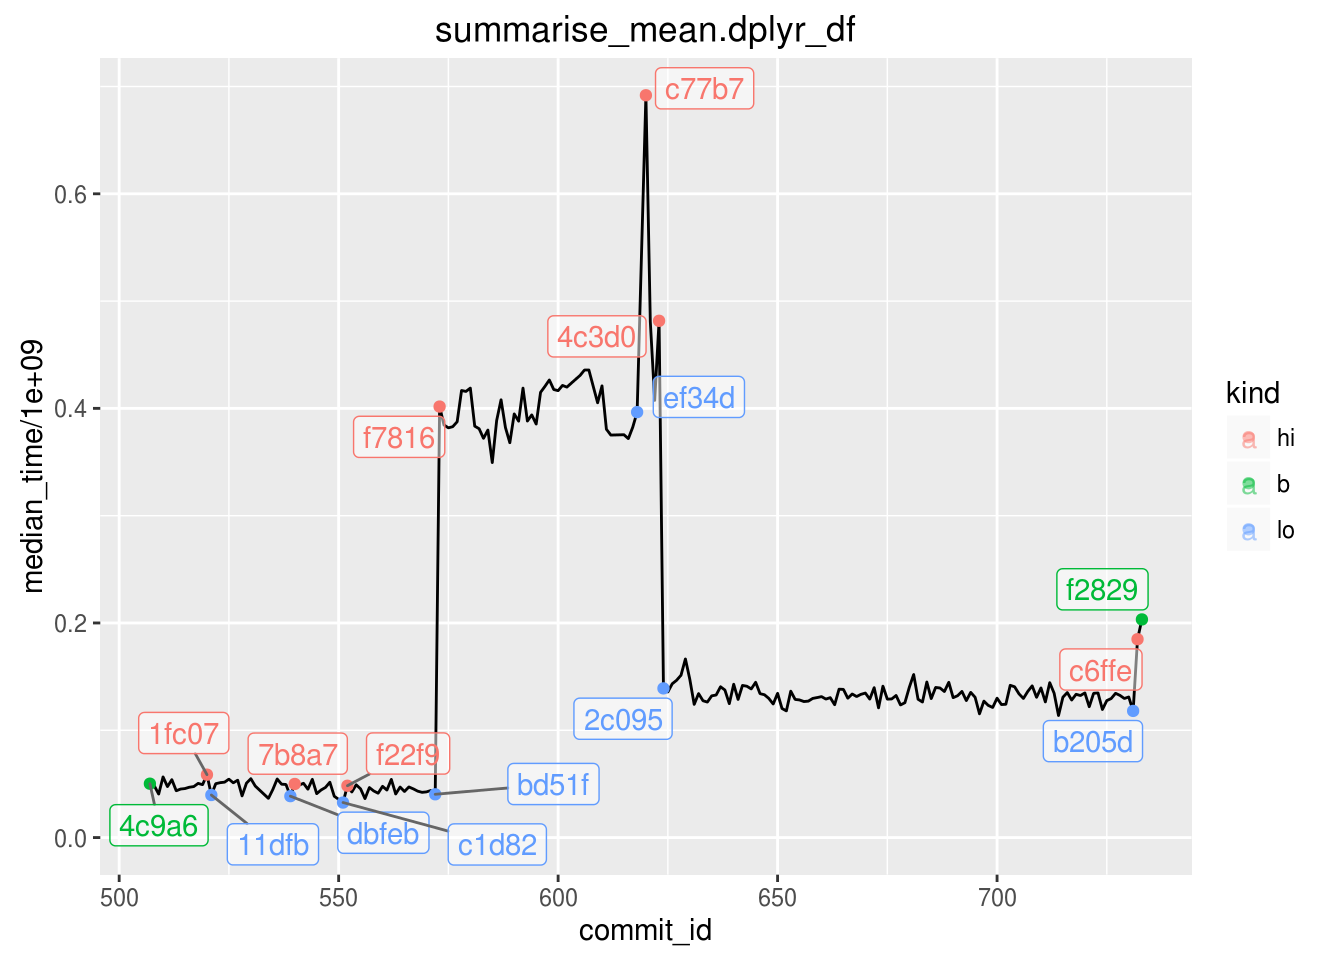 summarise_mean.dplyr_df
median_time/1e+09
0.6
0.4
0.2
0.0
c77b7
4c3d0
ef34d
f7816
f2829
c6ffe
2c095
b205d
1fc07
7b8a7
f22f9
bd51f
4c9a6
11dfb
dbfeb
c1d82
500
550
600
650
700
commit_id
kind
a hi
a b
a lo